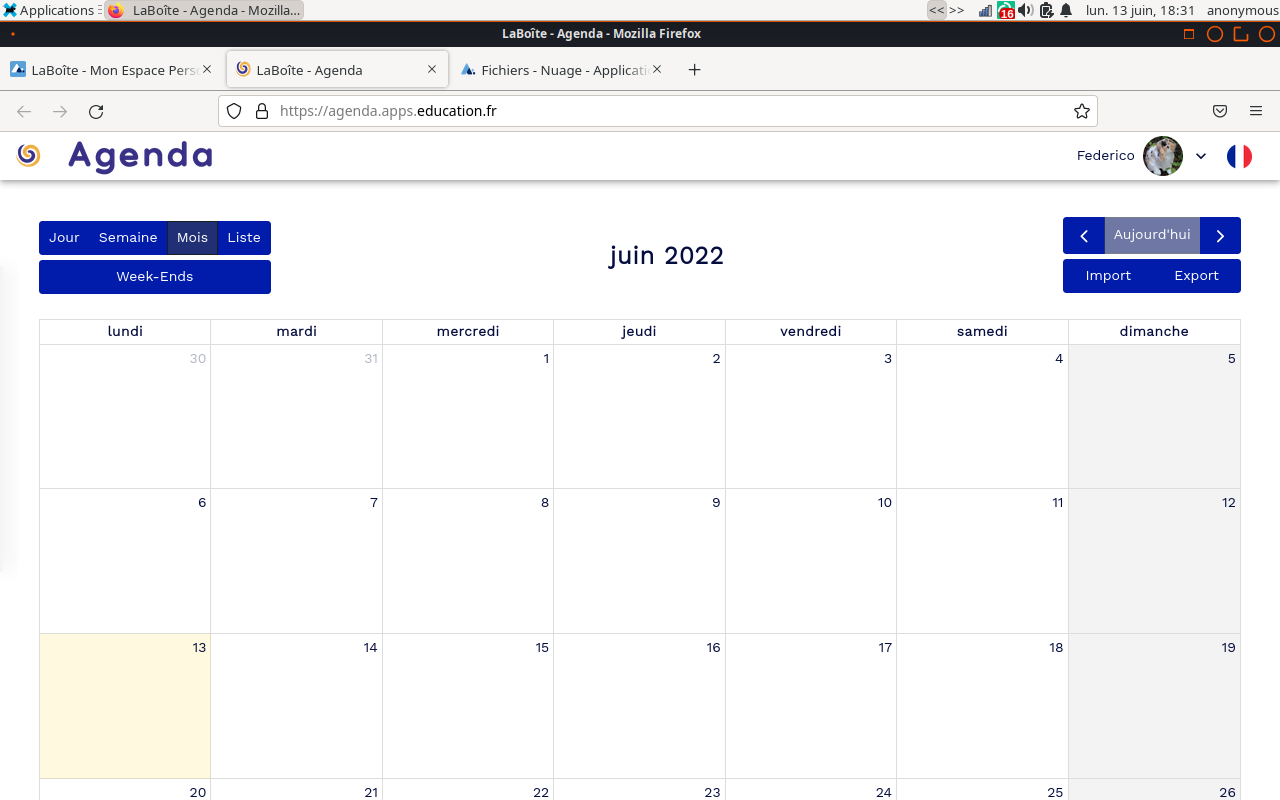 Applications LaBoîte - Agenda - Mozilla... << >> 16 lun. 13 juin, 18:31 anonymous
LaBoîte - Agenda - Mozilla Firefox
LaBoîte - Mon Espace Pers LaBoîte - Agenda Fichiers - Nuage - Applicati
https://agenda.apps.education.fr
Agenda Federico
Jour Semaine Mois Liste Aujourd'hui
juin 2022
Week-Ends Import Export
lundi mardi mercredi jeudi vendredi samedi dimanche
30 31 1 2 3 4 5
6 7 8 9 10 11 12
13 14 15 16 17 18 19
20 21 22 23 24 25 26